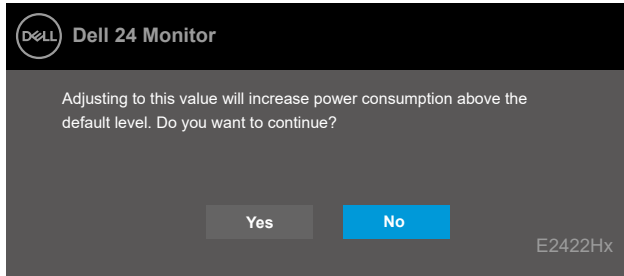 DELL Dell 24 Monitor
Adjusting to this value will increase power consumption above the
default level. Do you want to continue?
Yes No
E2422Hx